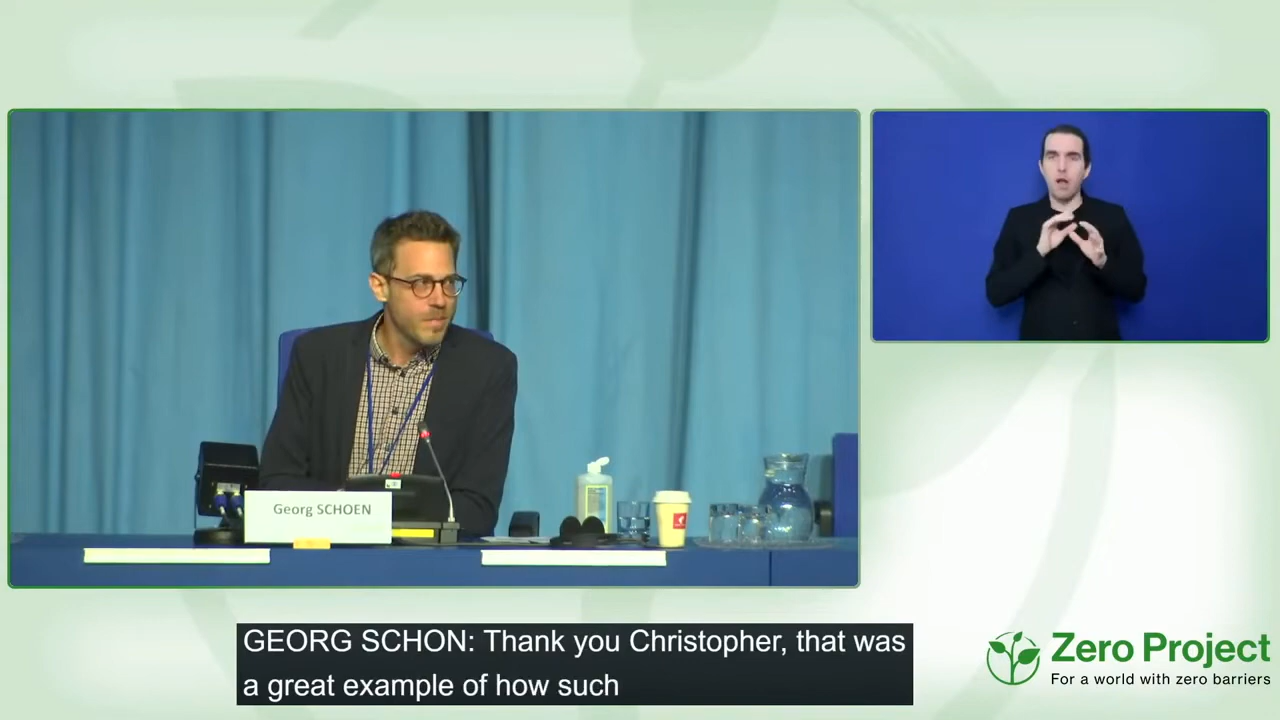 Georg SCHOEN
GEORG SCHON: Thank you Christopher, that was
a great example of how such
Zero Project
For a world with zero barriers